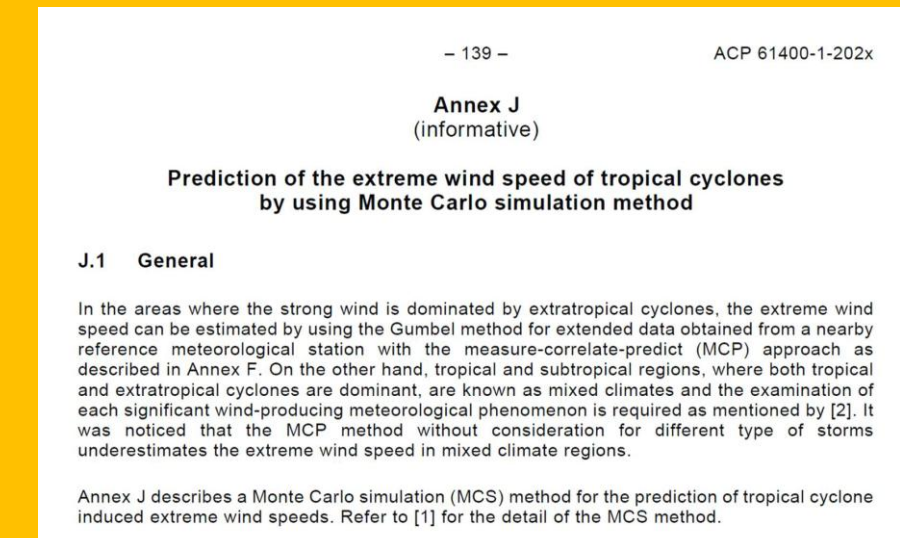 – 139 –
ACP 61400-1-202x
Annex J
(informative)
Prediction of the extreme wind speed of tropical cyclones
by using Monte Carlo simulation method
J.1 General
In the areas where the strong wind is dominated by extratropical cyclones, the extreme wind
speed can be estimated by using the Gumbel method for extended data obtained from a nearby
reference meteorological station with the measure-correlate-predict (MCP) approach as
described in Annex F. On the other hand, tropical and subtropical regions, where both tropical
and extratropical cyclones are dominant, are known as mixed climates and the examination of
each significant wind-producing meteorological phenomenon is required as mentioned by [2]. It
was noticed that the MCP method without consideration for different type of storms
underestimates the extreme wind speed in mixed climate regions.
Annex J describes a Monte Carlo simulation (MCS) method for the prediction of tropical cyclone
induced extreme wind speeds. Refer to [1] for the detail of the MCS method.